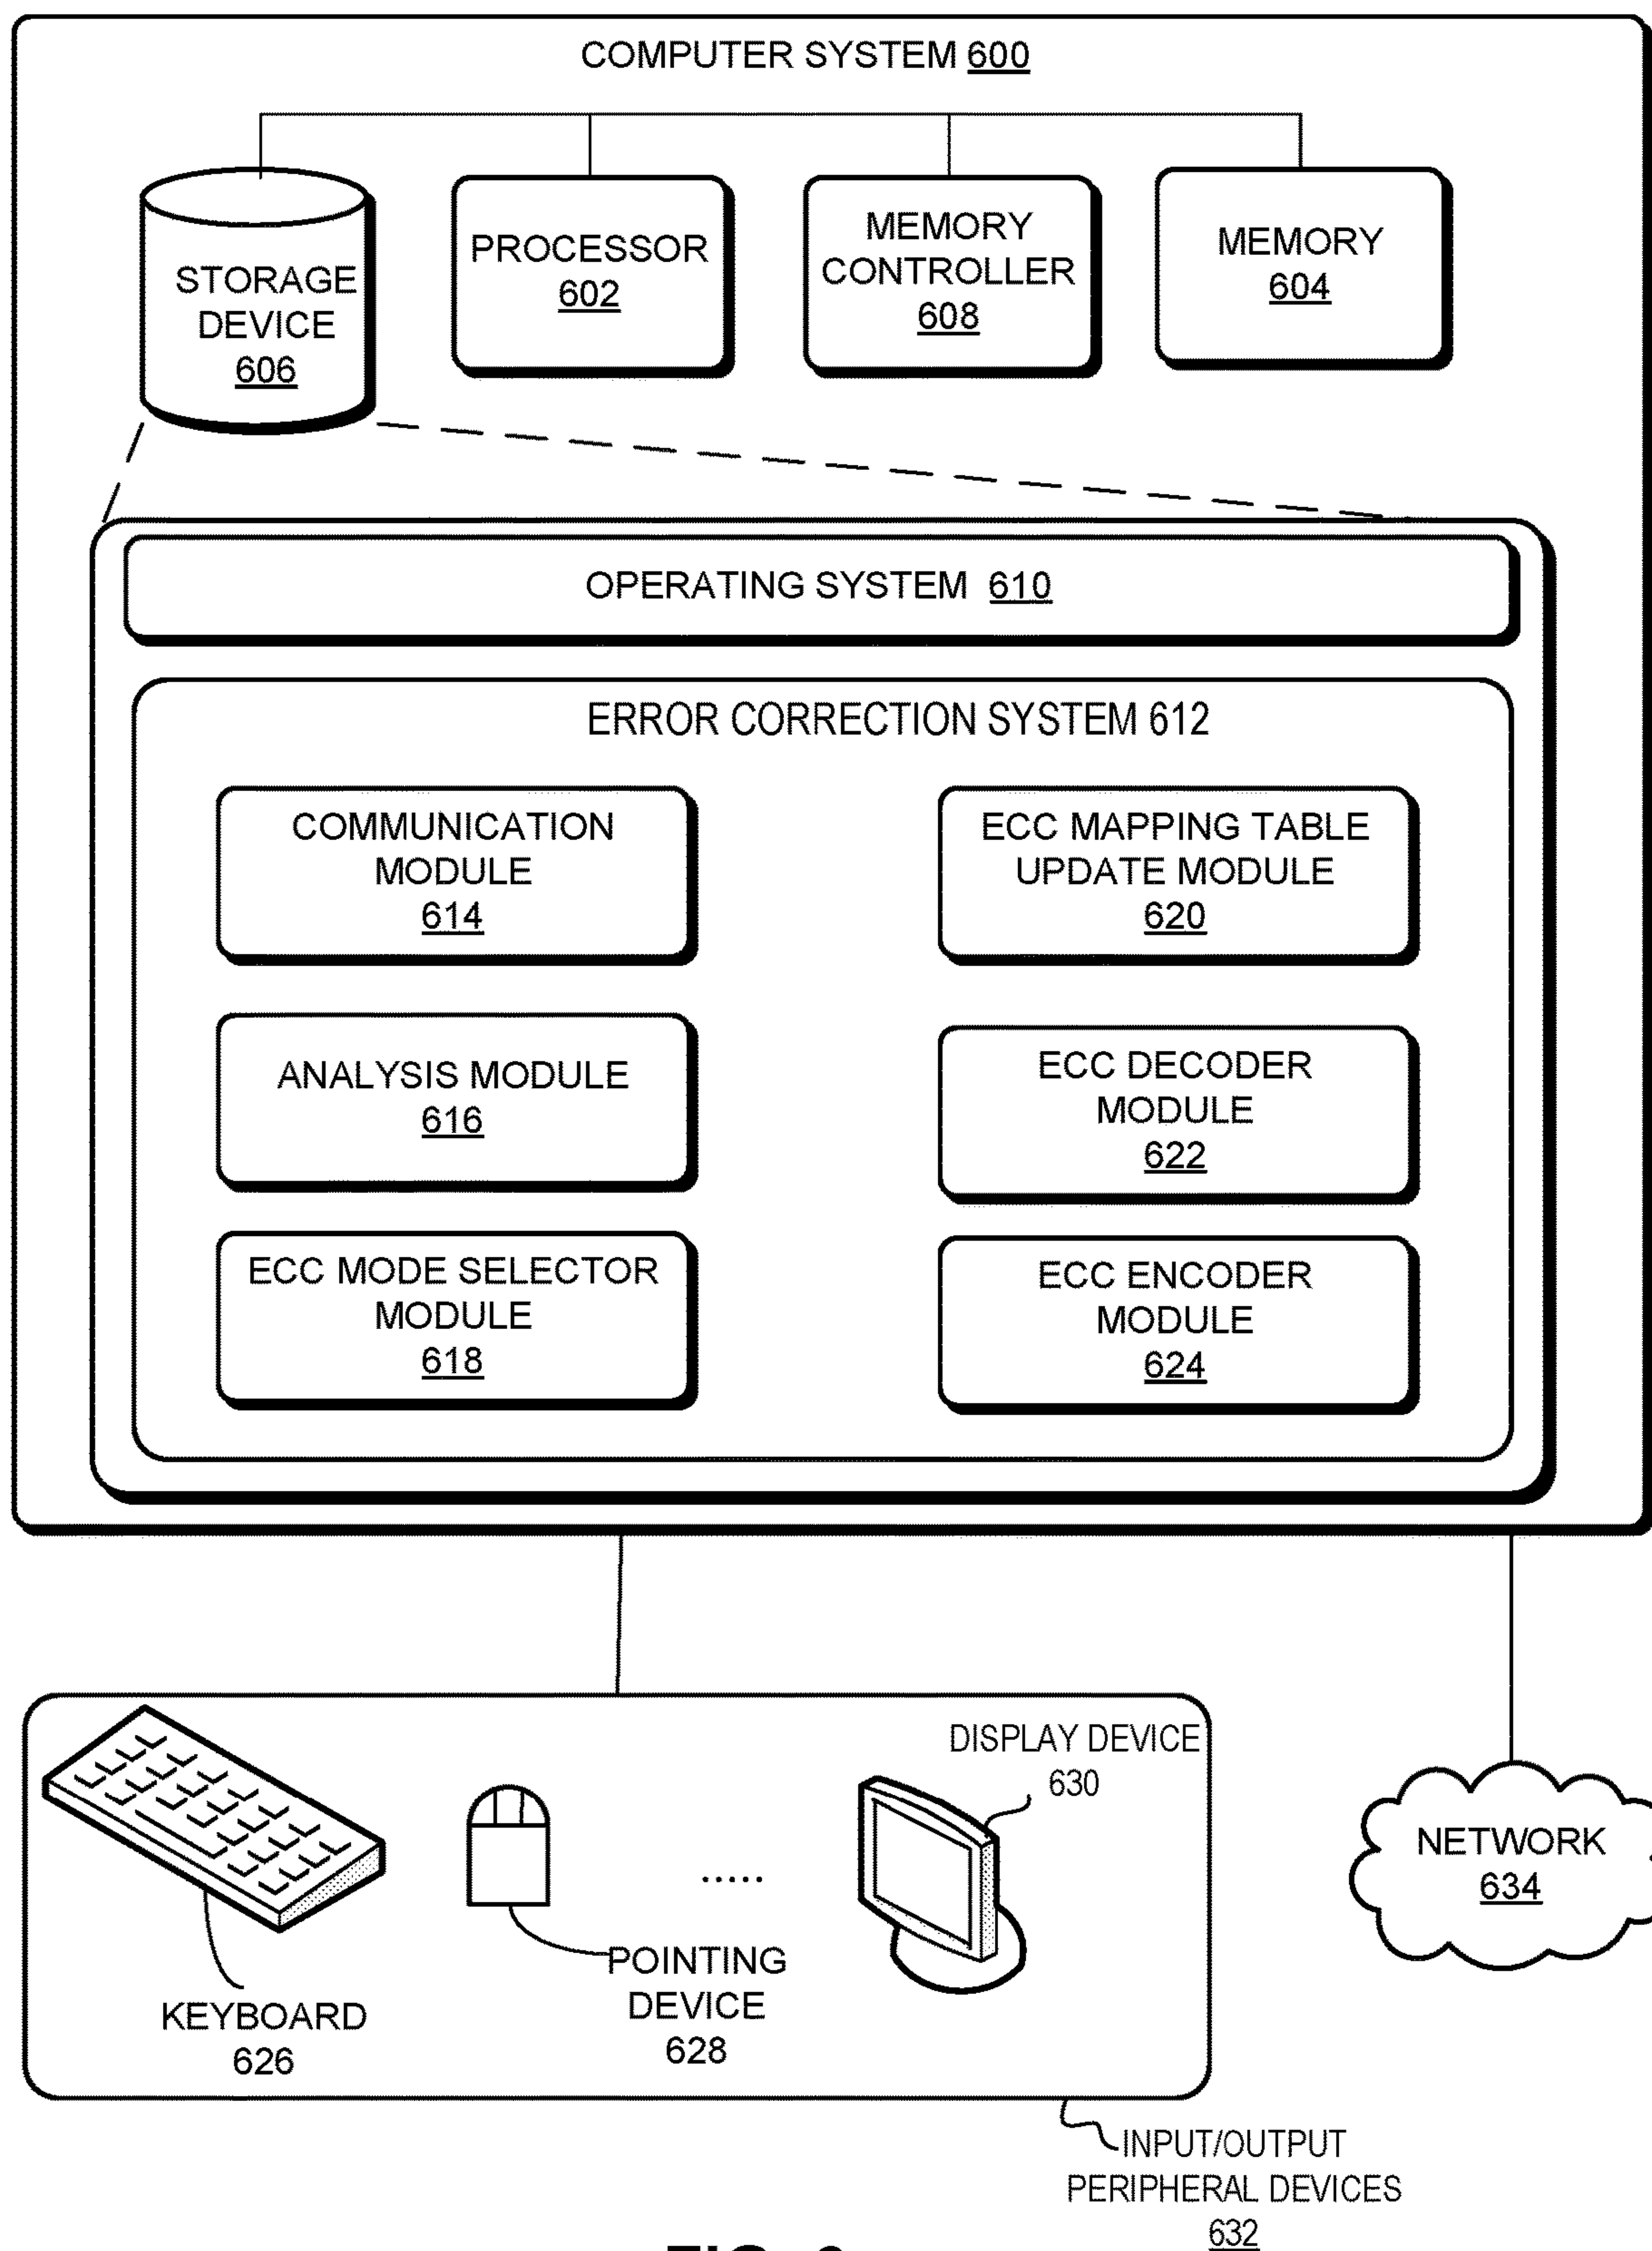 COMPUTER SYSTEM 600
STORAGE
DEVICE
606
PROCESSOR
602
MEMORY
CONTROLLER
608
MEMORY
604
OPERATING SYSTEM 610
ERROR CORRECTION SYSTEM 612
COMMUNICATION
MODULE
614
ECC MAPPING TABLE
UPDATE MODULE
620
ANALYSIS MODULE
616
ECC DECODER
MODULE
622
ECC MODE SELECTOR
MODULE
618
ECC ENCODER
MODULE
624
DISPLAY DEVICE
630
NETWORK
634
POINTING
DEVICE
628
KEYBOARD
626
INPUT/OUTPUT
PERIPHERAL DEVICES
632